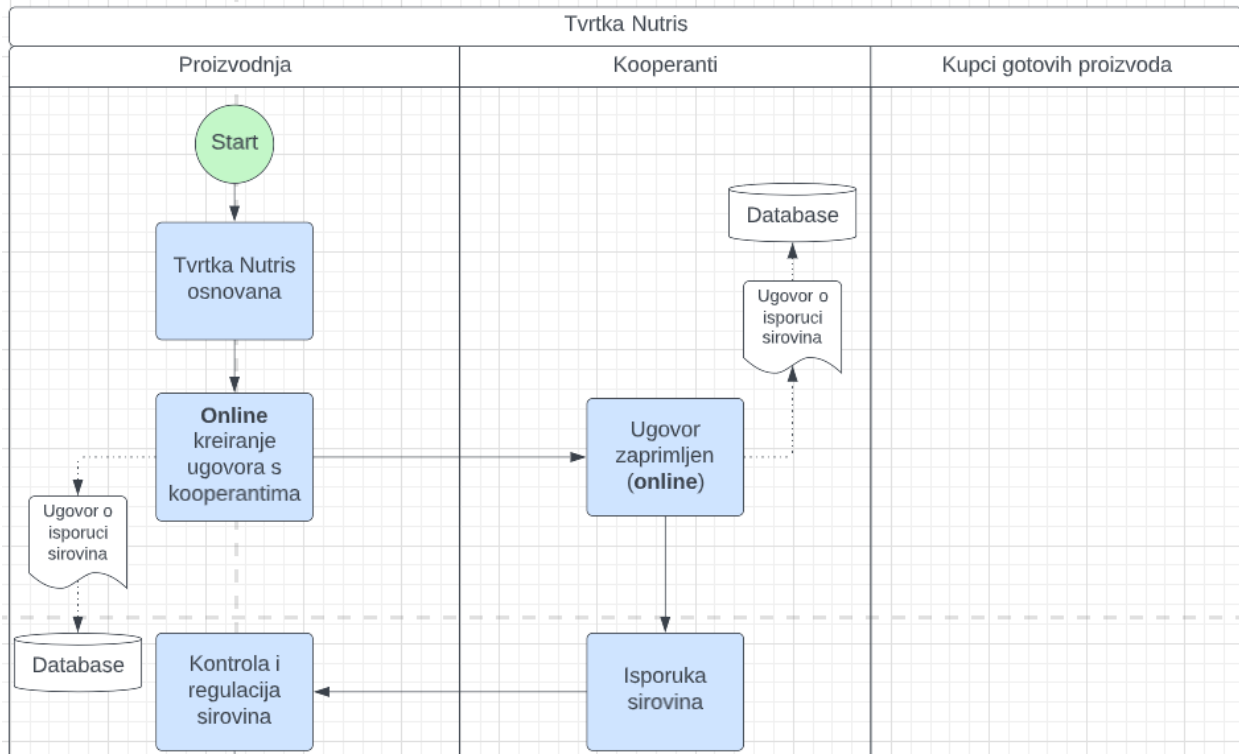 Tvrtka Nutris
Proizvodnja
Kooperanti
Kupci gotovih proizvoda
Start
Tvrtka Nutris
osnovana
Database
Ugovor o
isporuci
sirovina
Online
kreiranje
ugovora s
kooperantima
Ugovor
zaprimljen
(online)
Ugovor o
isporuci
sirovina
Database
Kontrola i
regulacija
sirovina
Isporuka
sirovina